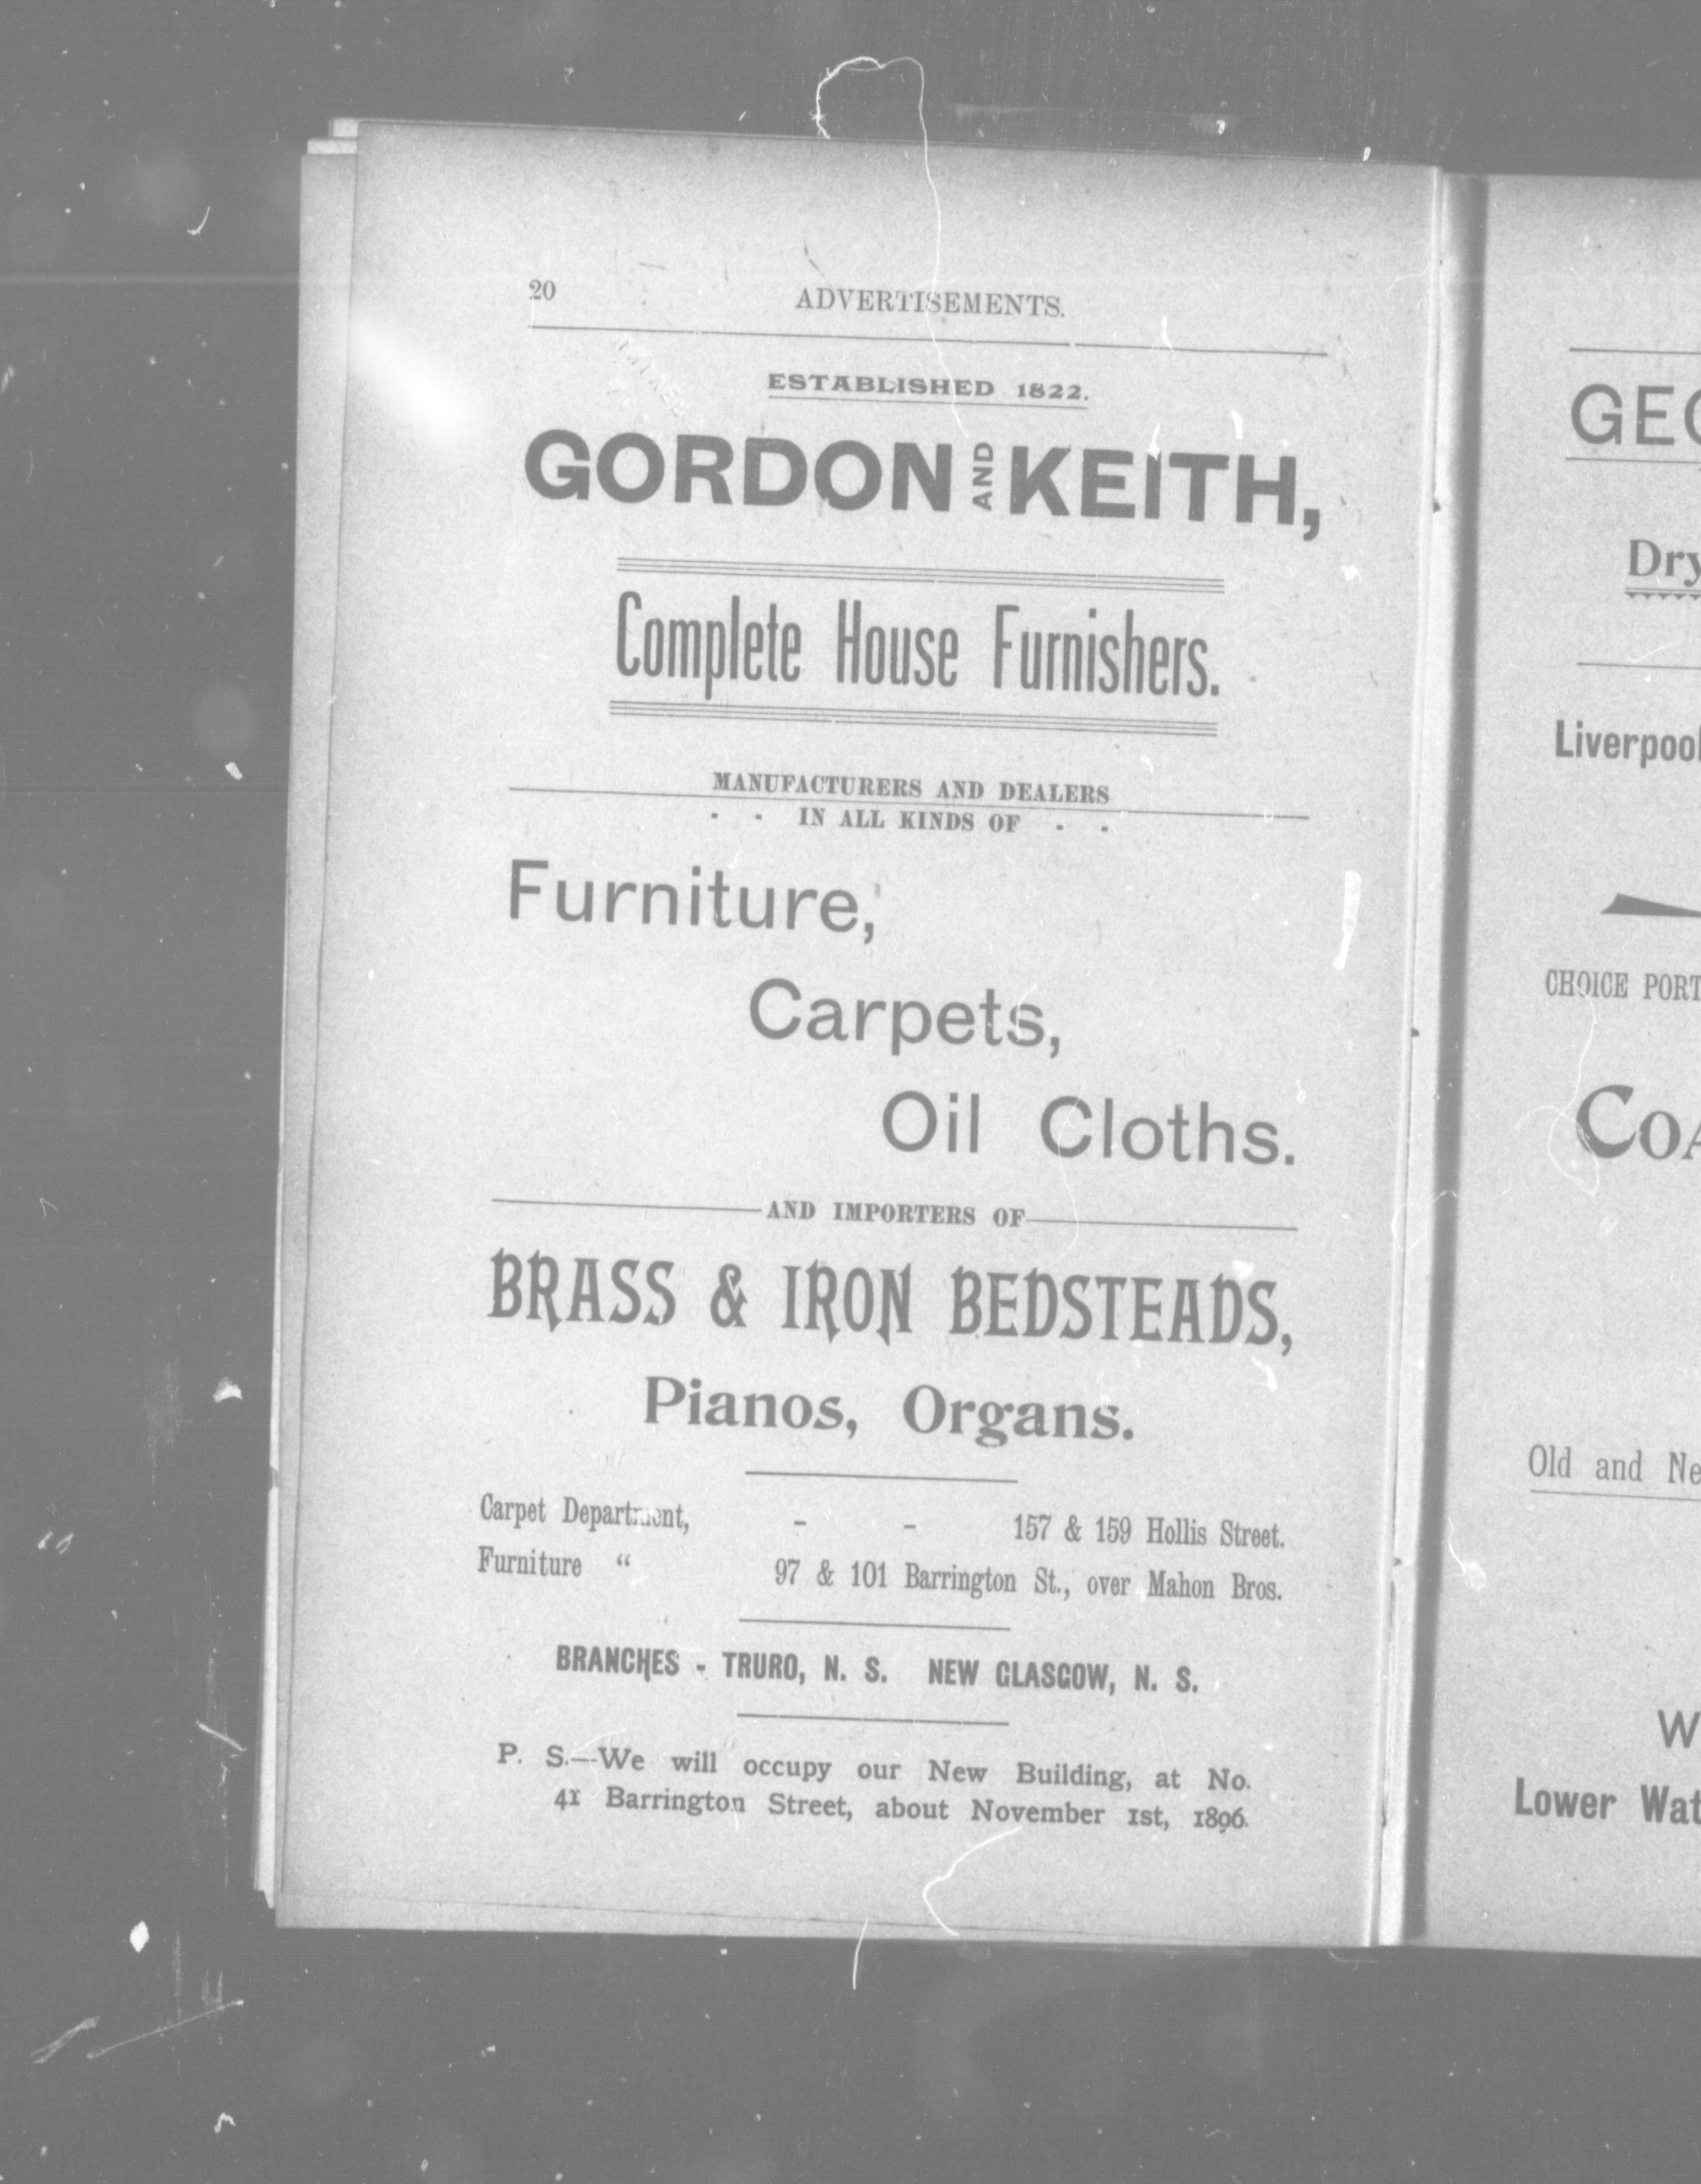 20 ADVERTISEMENTS.
ESTABLISHED 1822.
GORDON AND KEITH,
Complete House Furnishers.
MANUFACTURERS AND DEALERS
- - IN ALL KINDS OF - -
Furniture,
Carpets,
Oil Cloths.
AND IMPORTERS OF
BRASS & IRON BEDSTEADS,
Pianos, Organs.
Carpet Department, - - 157 & 159 Hollis Street.
Furniture “ 97 & 101 Barrington St., over Mahon Bros.
BRANCHES - TRURO, N. S. NEW GLASGOW, N. S.
P. S.—We will occupy our New Building, at No.
41 Barrington Street, about November 1st, 1896.
GEO
Dry
Liverpool
CHOICE PORT
COA
Old and Ne
W
Lower Wat